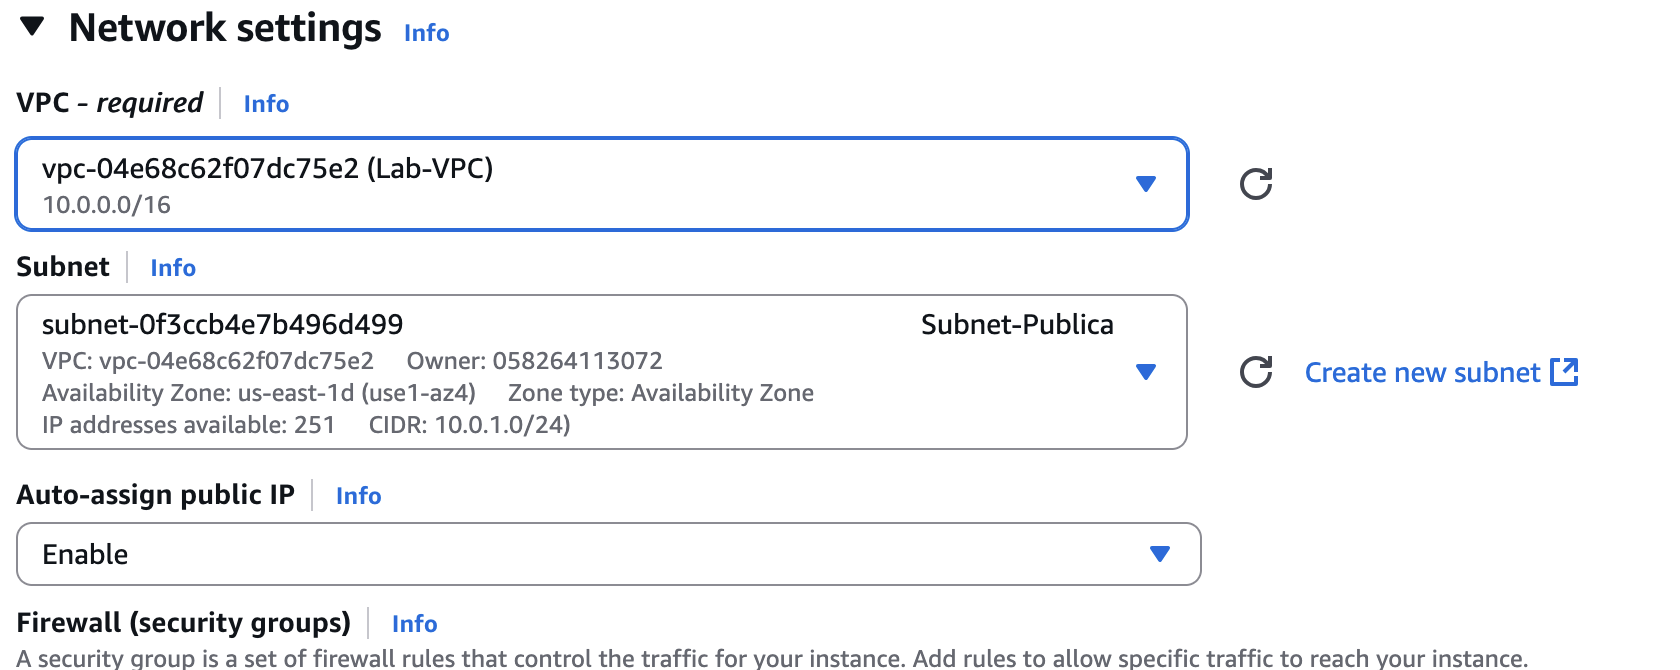 Network settings Info
VPC - required Info
vpc-04e68c62f07dc75e2 (Lab-VPC)
10.0.0.0/16
Subnet Info
subnet-0f3ccb4e7b496d499 Subnet-Publica
VPC: vpc-04e68c62f07dc75e2 Owner: 058264113072
Availability Zone: us-east-1d (use1-az4) Zone type: Availability Zone
IP addresses available: 251 CIDR: 10.0.1.0/24)
Create new subnet
Auto-assign public IP Info
Enable
Firewall (security groups) Info
A security group is a set of firewall rules that control the traffic for your instance. Add rules to allow specific traffic to reach your instance.